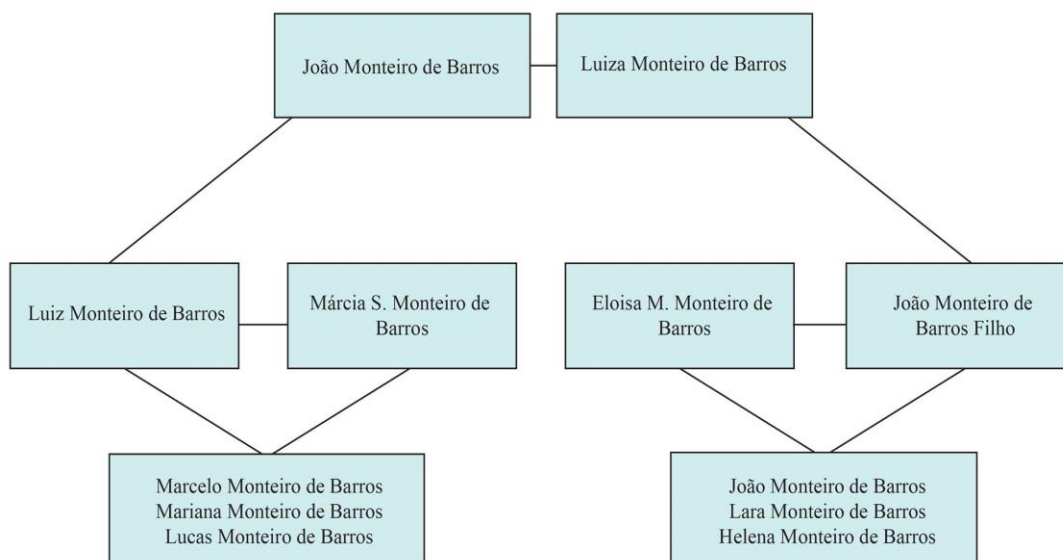 João Monteiro de Barros
Luiza Monteiro de Barros
Luiz Monteiro de Barros
Márcia S. Monteiro de
Barros
Eloisa M. Monteiro de
Barros
João Monteiro de
Barros Filho
Marcelo Monteiro de Barros
Mariana Monteiro de Barros
Lucas Monteiro de Barros
João Monteiro de Barros
Lara Monteiro de Barros
Helena Monteiro de Barros